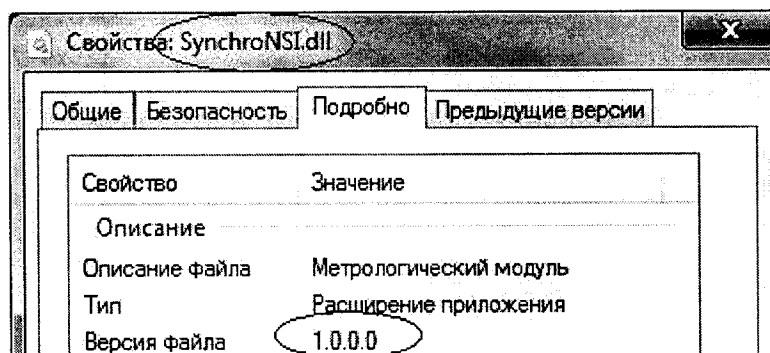 Свойства: SynchroNSI.dll
X
Общие Безопасность Подробно Предыдущие версии
Свойство Значение
Описание
Описание файла Метрологический модуль
Тип Расширение приложения
Версия файла 1.0.0.0